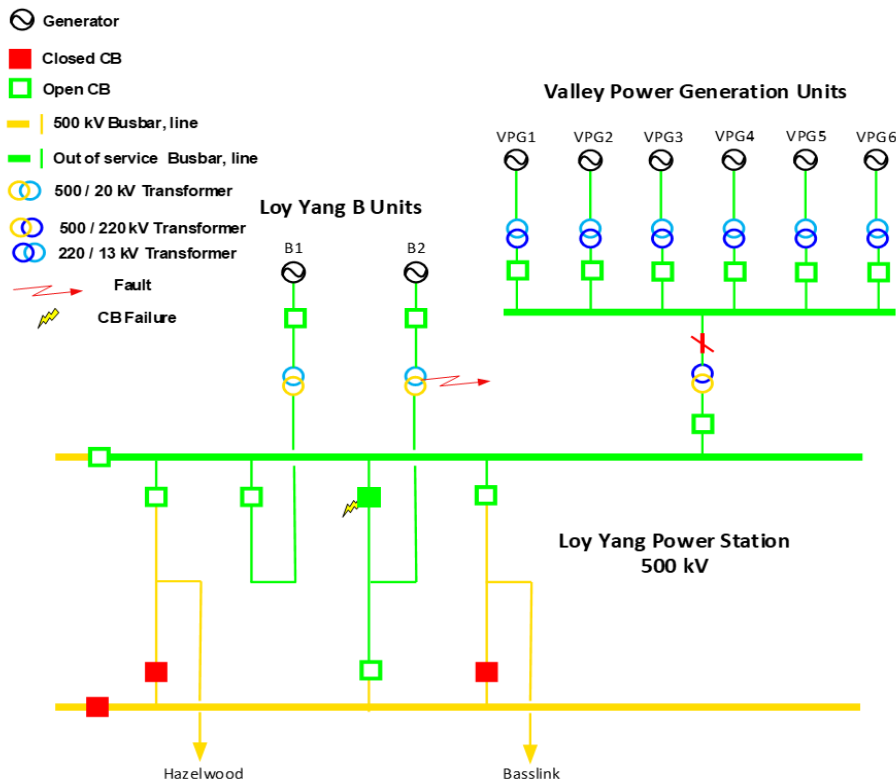 Generator
Closed CB
Open CB
500 kV Busbar, line
Out of service Busbar, line
500 / 20 kV Transformer
500 / 220 kV Transformer
220 / 13 kV Transformer
Fault
CB Failure
Valley Power Generation Units
VPG1 VPG2 VPG3 VPG4 VPG5 VPG6
Loy Yang B Units
B1 B2
Loy Yang Power Station
500 kV
Hazelwood Basslink